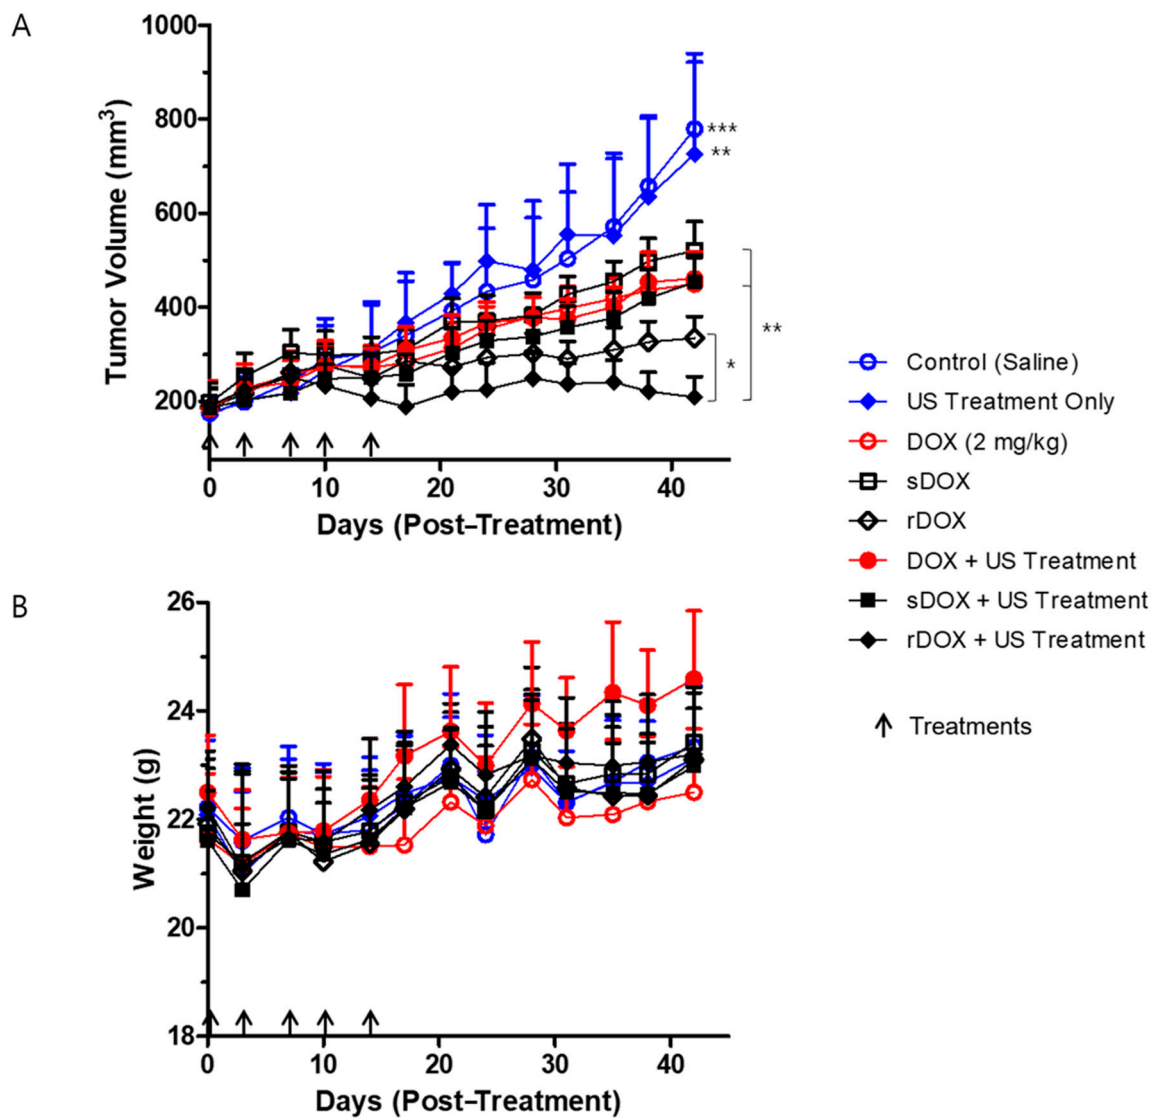 A
Tumor Volume (mm³)
1000
800
600
400
200
***
**
**
*
0 10 20 30 40
Days (Post–Treatment)
Control (Saline)
US Treatment Only
DOX (2 mg/kg)
sDOX
rDOX
DOX + US Treatment
sDOX + US Treatment
rDOX + US Treatment
Treatments
B
Weight (g)
26
24
22
20
18
0 10 20 30 40
Days (Post–Treatment)